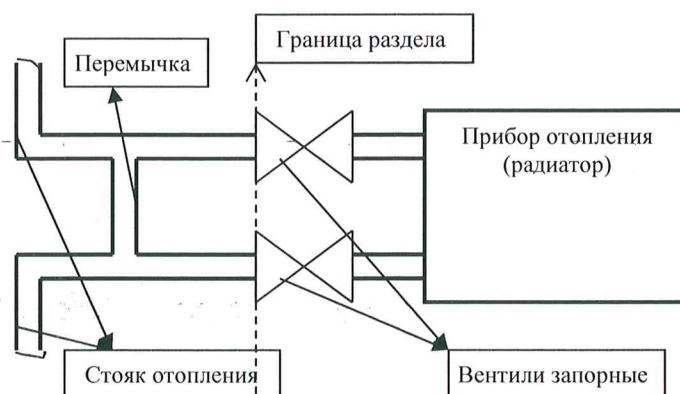 Граница раздела
Перемычка
Прибор отопления
(радиатор)
Стояк отопления
Вентили запорные